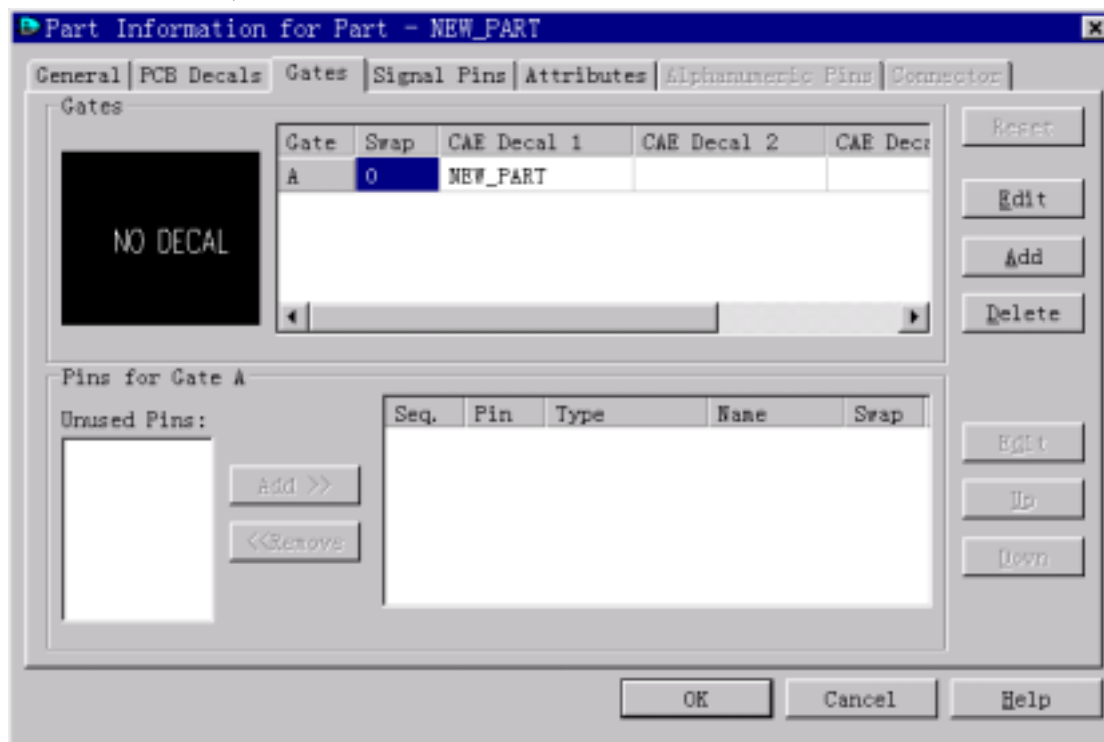 Part Information for Part - NEW_PART
General PCB Decals Gates Signal Pins Attributes Alphanumeric Pins Connector
Gates
Gate Swap CAE Decal 1 CAE Decal 2 CAE Deca
A 0 NEW_PART
NO DECAL
Reset
Edit
Add
Delete
Pins for Gate A
Unused Pins:
Seq. Pin Type Name Swap
Add >>
<<Remove
Edit
Up
Down
OK Cancel Help